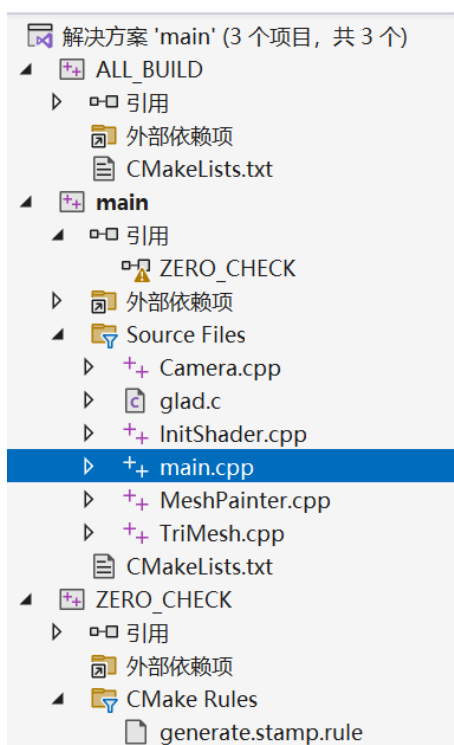 解决方案 'main' (3 个项目，共 3 个)
ALL_BUILD
引用
外部依赖项
CMakeLists.txt
main
引用
ZERO_CHECK
外部依赖项
Source Files
Camera.cpp
glad.c
InitShader.cpp
main.cpp
MeshPainter.cpp
TriMesh.cpp
CMakeLists.txt
ZERO_CHECK
引用
外部依赖项
CMake Rules
generate.stamp.rule